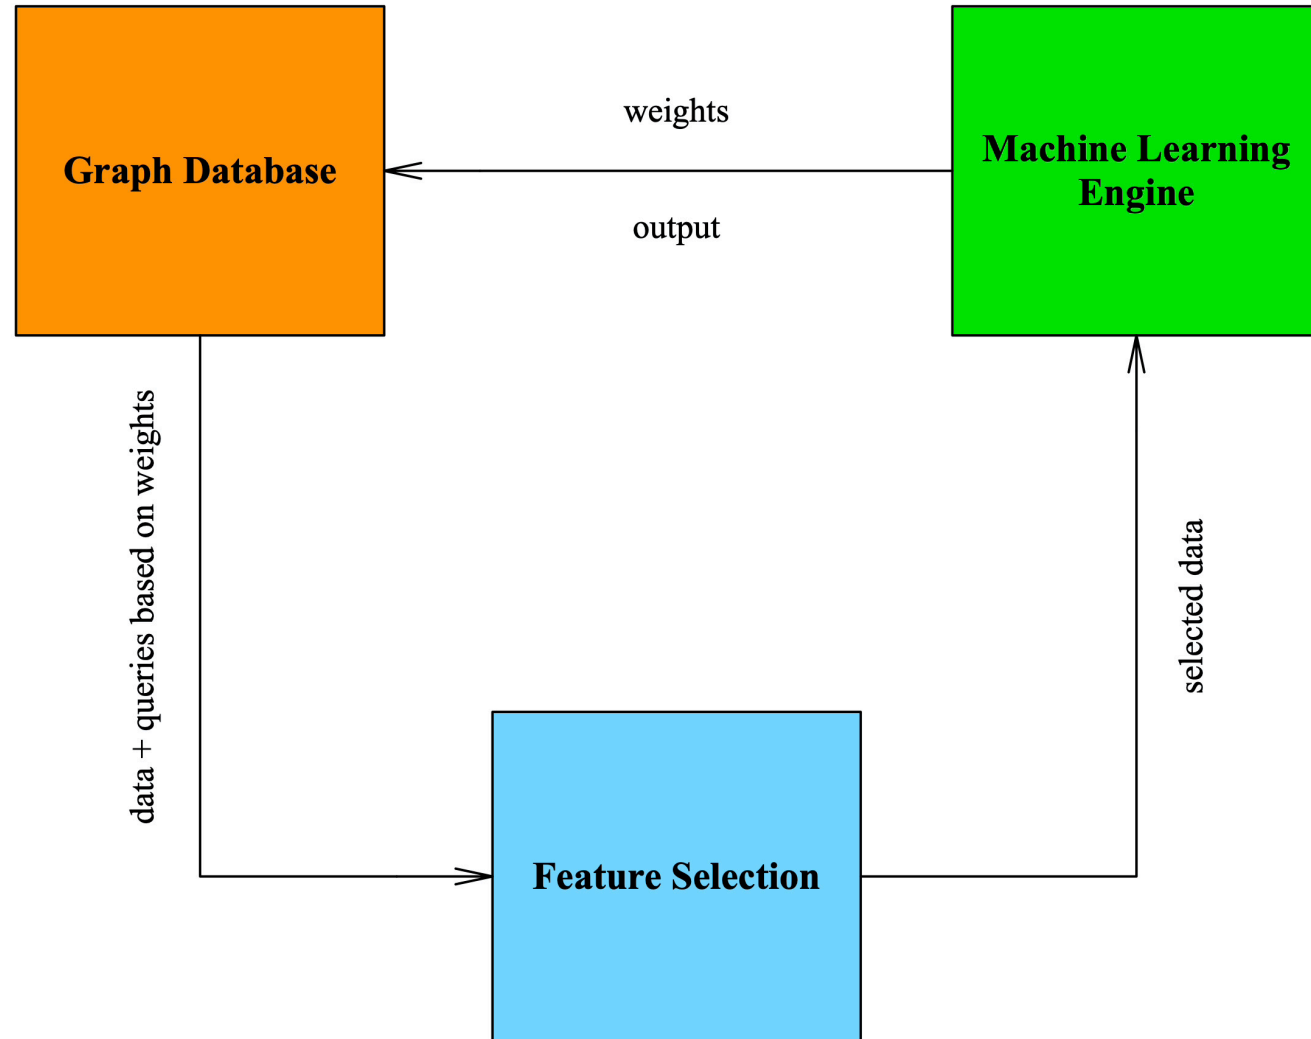 weights
Graph Database
Machine Learning
Engine
output
data + queries based on weights
selected data
Feature Selection